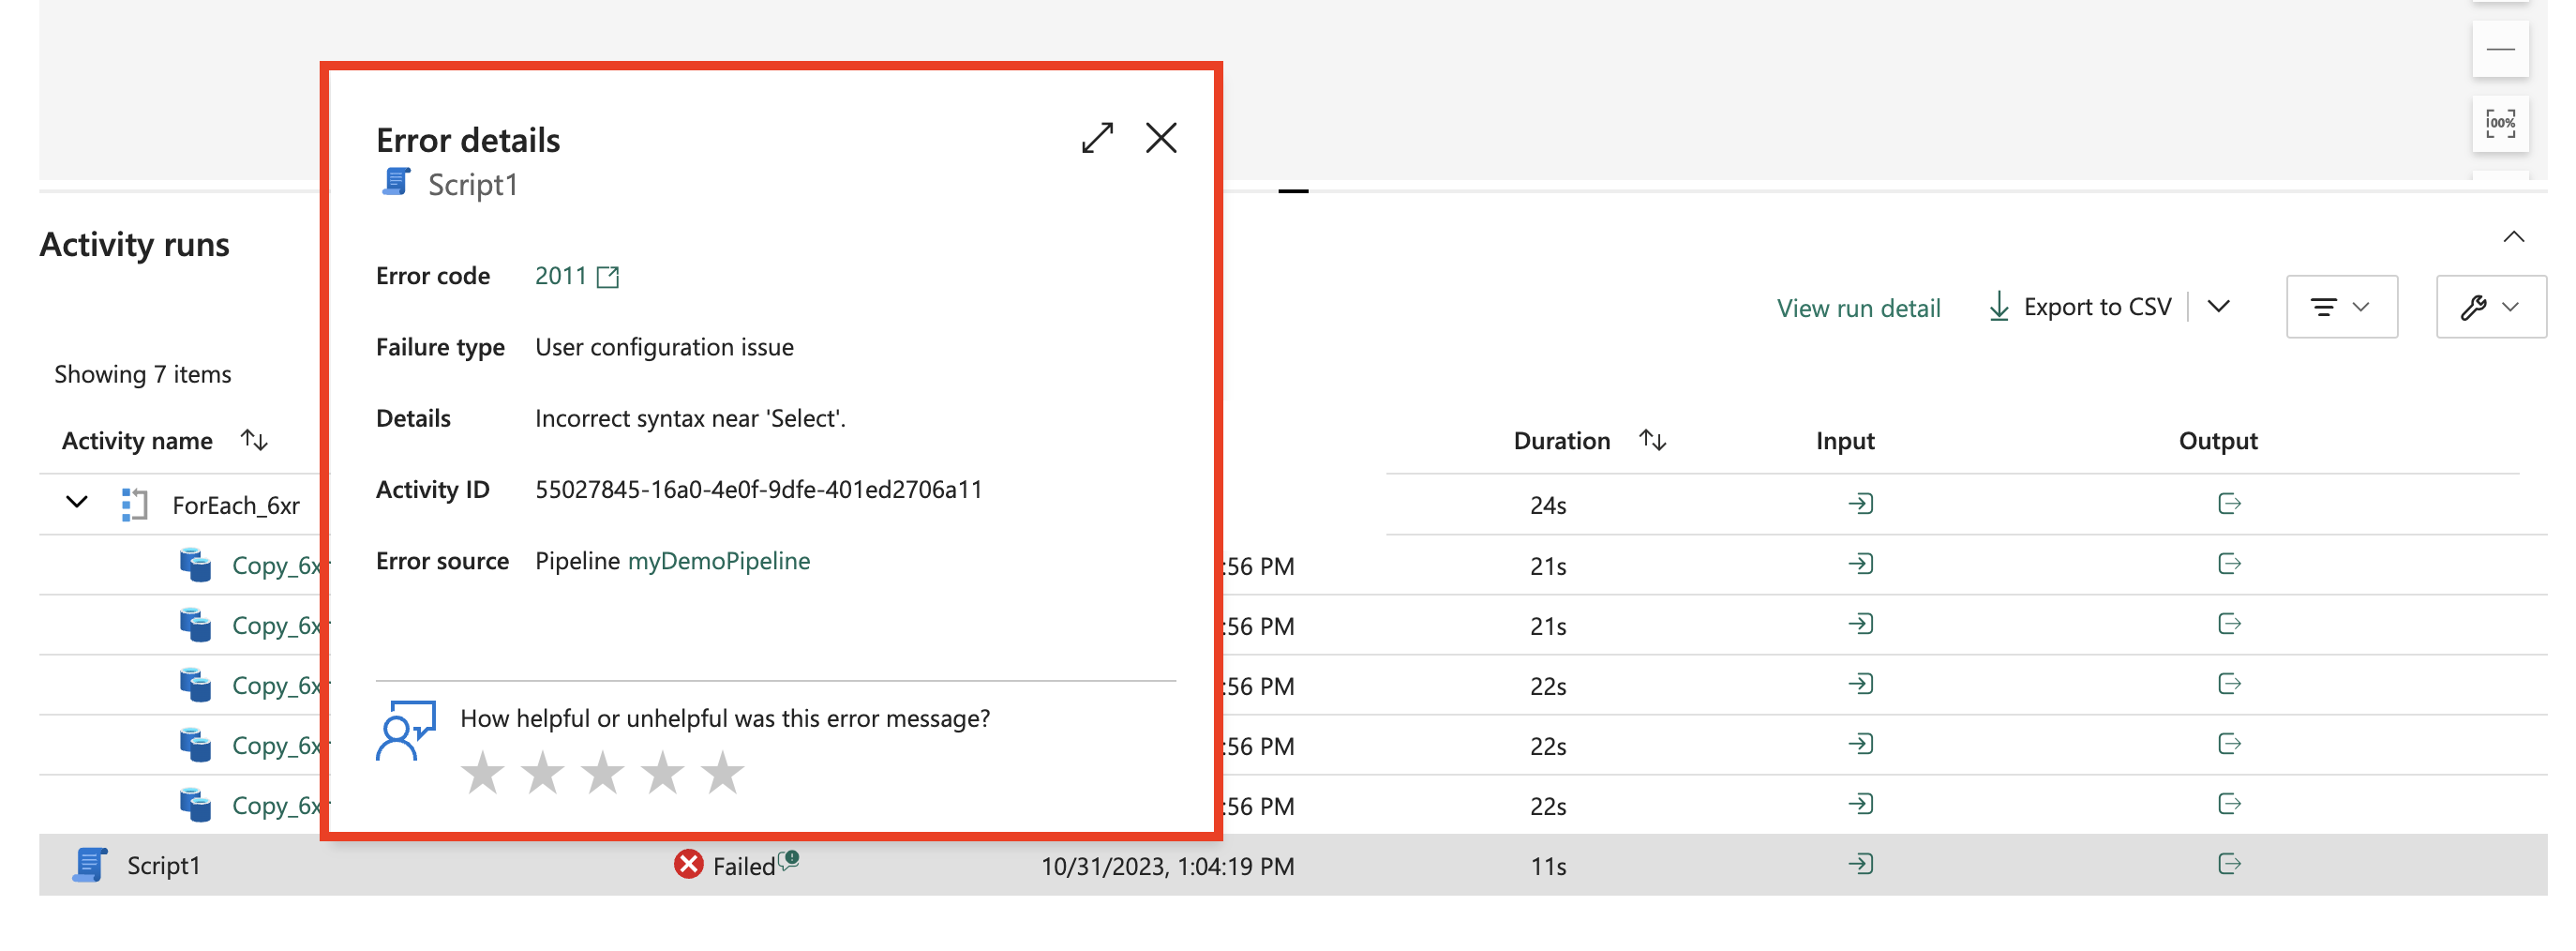 100%
Error details
Script1
Activity runs
Error code 2011
View run detail Export to CSV
Failure type User configuration issue
Showing 7 items
Details Incorrect syntax near 'Select'.
Activity name Duration Input Output
Activity ID 55027845-16a0-4e0f-9dfe-401ed2706a11
ForEach_6xr 24s
Error source Pipeline myDemoPipeline
Copy_6x :56 PM 21s
Copy_6x :56 PM 21s
Copy_6x :56 PM 22s
How helpful or unhelpful was this error message?
Copy_6x :56 PM 22s
Copy_6x :56 PM 22s
Script1 Failed 10/31/2023, 1:04:19 PM 11s